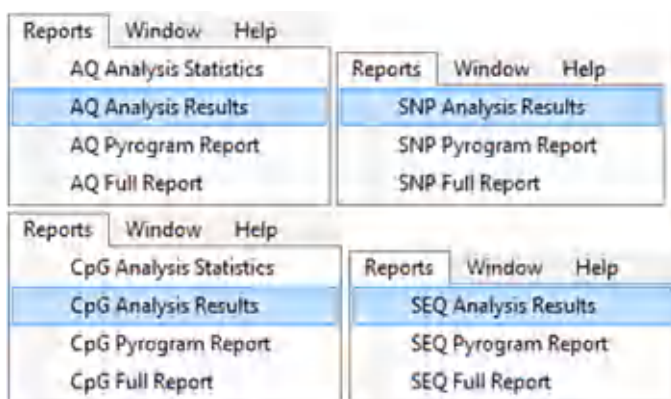 Reports Window Help
AQ Analysis Statistics
AQ Analysis Results
AQ Pyrogram Report
AQ Full Report
Reports Window Help
SNP Analysis Results
SNP Pyrogram Report
SNP Full Report
Reports Window Help
CpG Analysis Statistics
CpG Analysis Results
CpG Pyrogram Report
CpG Full Report
Reports Window Help
SEQ Analysis Results
SEQ Pyrogram Report
SEQ Full Report